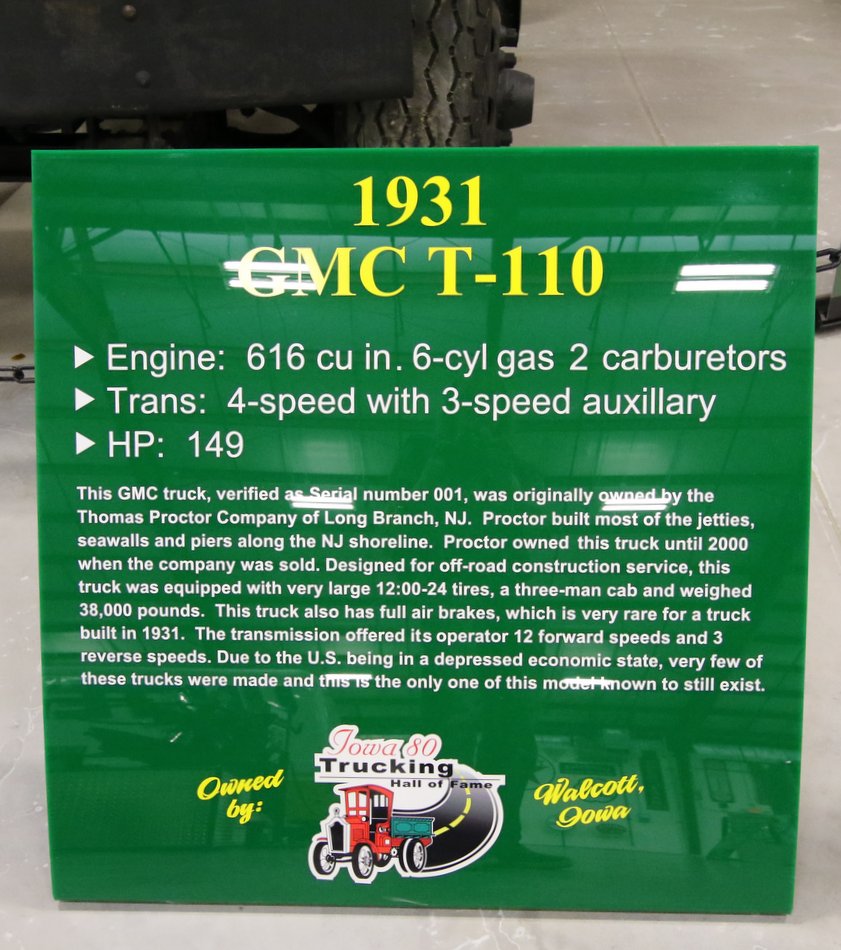 1931
GMC T-110
Engine: 616 cu in. 6-cyl gas 2 carburetors
Trans: 4-speed with 3-speed auxillary
HP: 149
This GMC truck, verified as Serial number 001, was originally owned by the
Thomas Proctor Company of Long Branch, NJ. Proctor built most of the jetties,
seawalls and piers along the NJ shoreline. Proctor owned this truck until 2000
when the company was sold. Designed for off-road construction service, this
truck was equipped with very large 12:00-24 tires, a three-man cab and weighed
38,000 pounds. This truck also has full air brakes, which is very rare for a truck
built in 1931. The transmission offered its operator 12 forward speeds and 3
reverse speeds. Due to the U.S. being in a depressed economic state, very few of
these trucks were made and this is the only one of this model known to still exist.
Owned
by:
Iowa 80
Trucking
Hall of Fame
Walcott,
Iowa